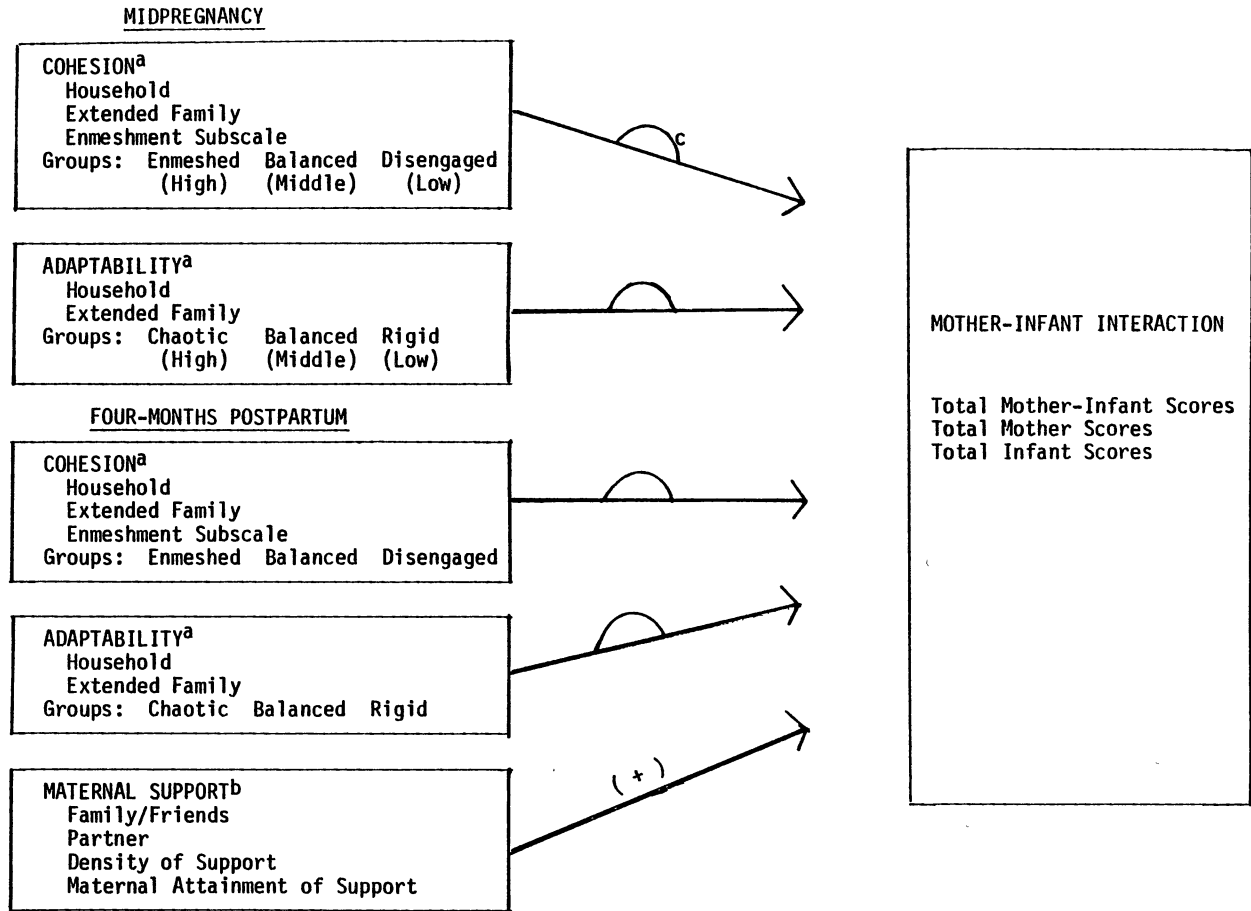 MIDPREGNANCY
COHESIONa
Household
Extended Family
Enmeshment Subscale
Groups: Enmeshed Balanced Disengaged
(High) (Middle) (Low)
c
ADAPTABILITYa
Household
Extended Family
Groups: Chaotic Balanced Rigid
(High) (Middle) (Low)
FOUR-MONTHS POSTPARTUM
COHESIONa
Household
Extended Family
Enmeshment Subscale
Groups: Enmeshed Balanced Disengaged
ADAPTABILITYa
Household
Extended Family
Groups: Chaotic Balanced Rigid
MATERNAL SUPPORTb
Family/Friends
Partner
Density of Support
Maternal Attainment of Support
(+)
MOTHER-INFANT INTERACTION
Total Mother-Infant Scores
Total Mother Scores
Total Infant Scores